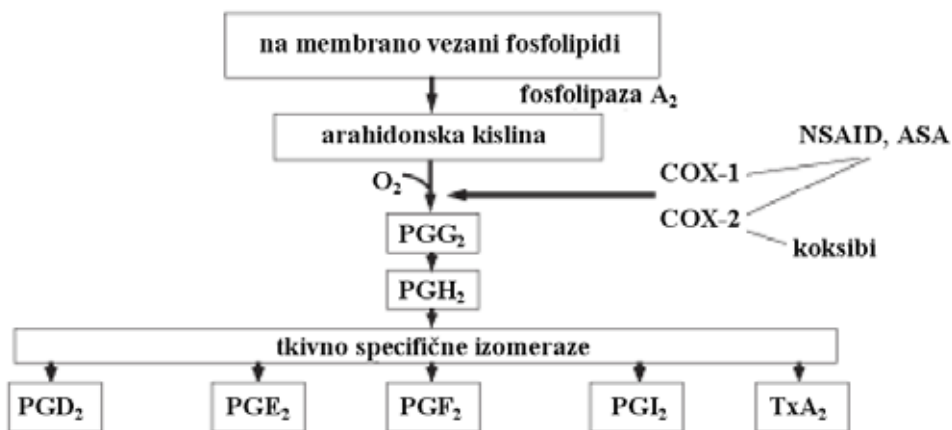 na membrano vezani fosfolipidi
fosfolipaza A₂
arahidonska kislina
NSAID, ASA
O₂
COX-1
COX-2
koksibi
PGG₂
PGH₂
tkivno specifične izomeraze
PGD₂ PGE₂ PGF₂ PGI₂ TxA₂